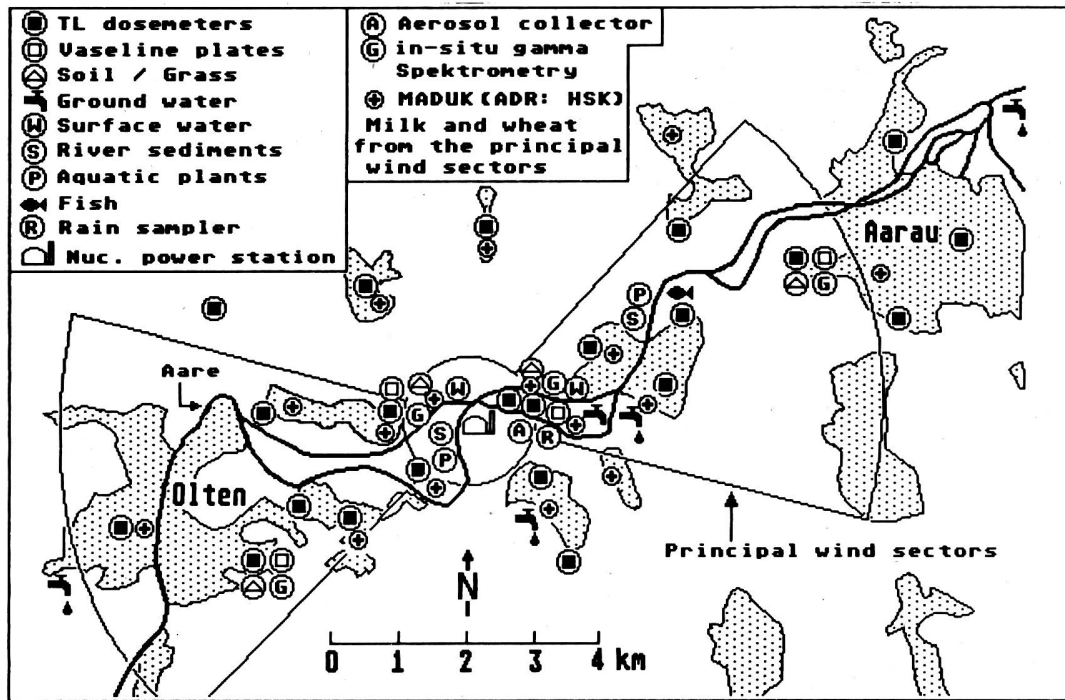 TL dosemeters
Vaseline plates
Soil / Grass
Ground water
W Surface water
S River sediments
P Aquatic plants
Fish
R Rain sampler
Nuc. power station
A Aerosol collector
G in-situ gamma
Spektrometry
MADUK(ADR: HSK)
Milk and wheat
from the principal
wind sectors
Aarau
P
S
G
Aare
W
G W
G
S
A R
P
Olten
G
Principal wind sectors
N
0 1 2 3 4 km